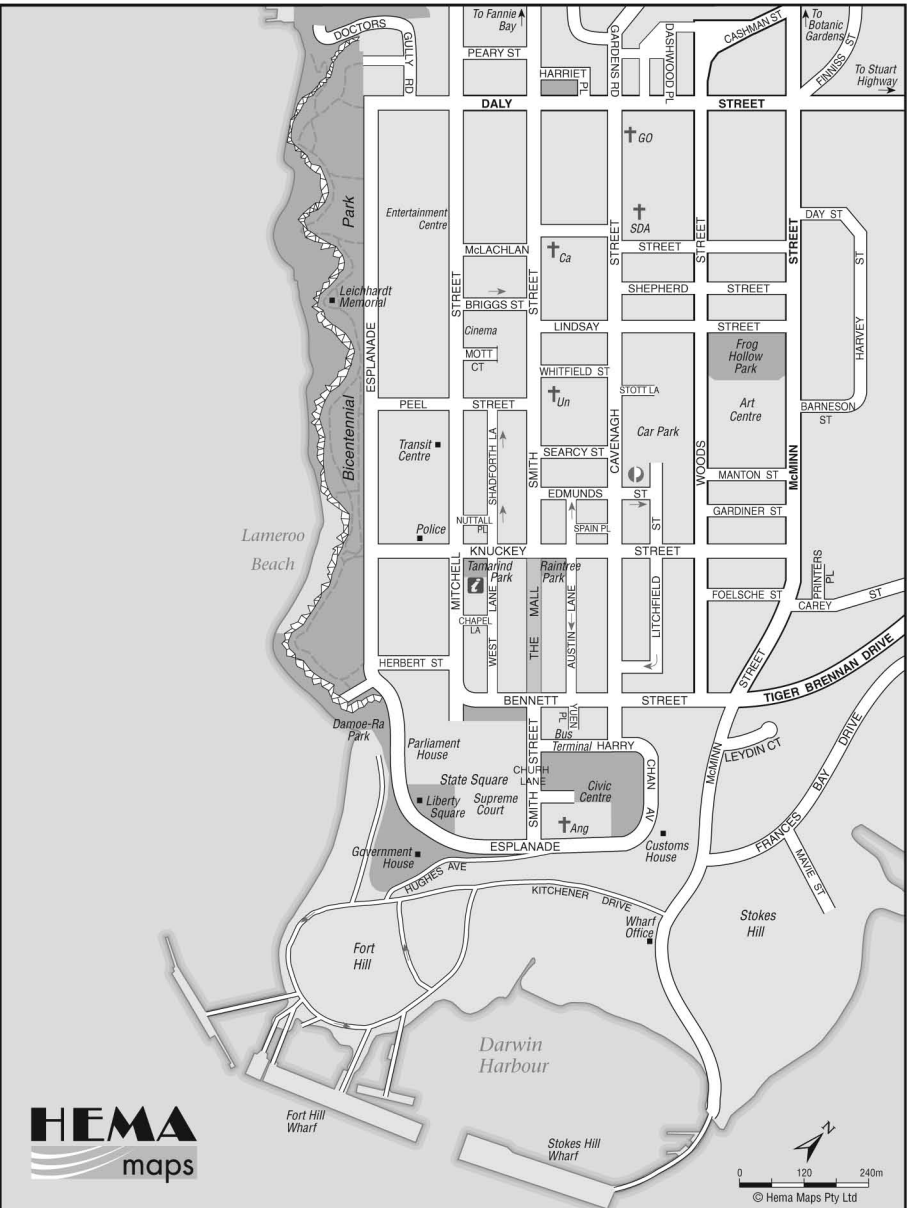 To Fannie
Bay
DOCTORS
GULLY
RD
PEARY ST
HARRIET
PL
GARDENS RD
DASHWOOD PL
CASHMAN ST
To
Botanic
Gardens
FINNISS ST
To Stuart
Highway
DALY
STREET
GO
SDA
Park
Entertainment
Centre
McLACHLAN
STREET
Ca
STREET
STREET
STREET
STREET
STREET
DAY ST
Leichhardt
Memorial
BRIGGS ST
SHEPHERD
STREET
LINDSAY
STREET
HARVEY
ST
ESPLANADE
Cinema
MOTT
CT
WHITFIELD ST
Frog
Hollow
Park
Un
STOTT LA
PEEL
STREET
Art
Centre
BARNESON
ST
Bicentennial
Transit
Centre
SHADFORTH LA
SMITH
CAVENAGH
Car Park
WOODS
McMINN
SEARCY ST
MANTON ST
EDMUNDS
ST
ST
GARDINER ST
NUTTALL
PL
SPAIN PL
Police
Lameroo
Beach
KNUCKEY
STREET
MITCHELL
Tamarind
Park
Raintree
Park
i
WEST
LANE
THE
MALL
AUSTIN
LANE
LITCHFIELD
FOELSCHE ST
PRINTERS
PL
CAREY
ST
CHAPEL
LA
HERBERT ST
STREET
TIGER BRENNAN DRIVE
BENNETT
STREET
Damoe-Ra
Park
YUEN
PL
Bus
Terminal
HARRY
CHAN
AV
Parliament
House
SMITH
STREET
McMINN
LEYDIN CT
State Square
CHURH
LANE
Liberty
Square
Supreme
Court
Civic
Centre
Ang
FRANCES
BAY
DRIVE
ESPLANADE
Customs
House
Government
House
HUGHES AVE
MAVIE ST
KITCHENER
DRIVE
Wharf
Office
Stokes
Hill
Fort
Hill
Darwin
Harbour
Fort Hill
Wharf
Stokes Hill
Wharf
HEMA
maps
N
0
120
240m
© Hema Maps Pty Ltd